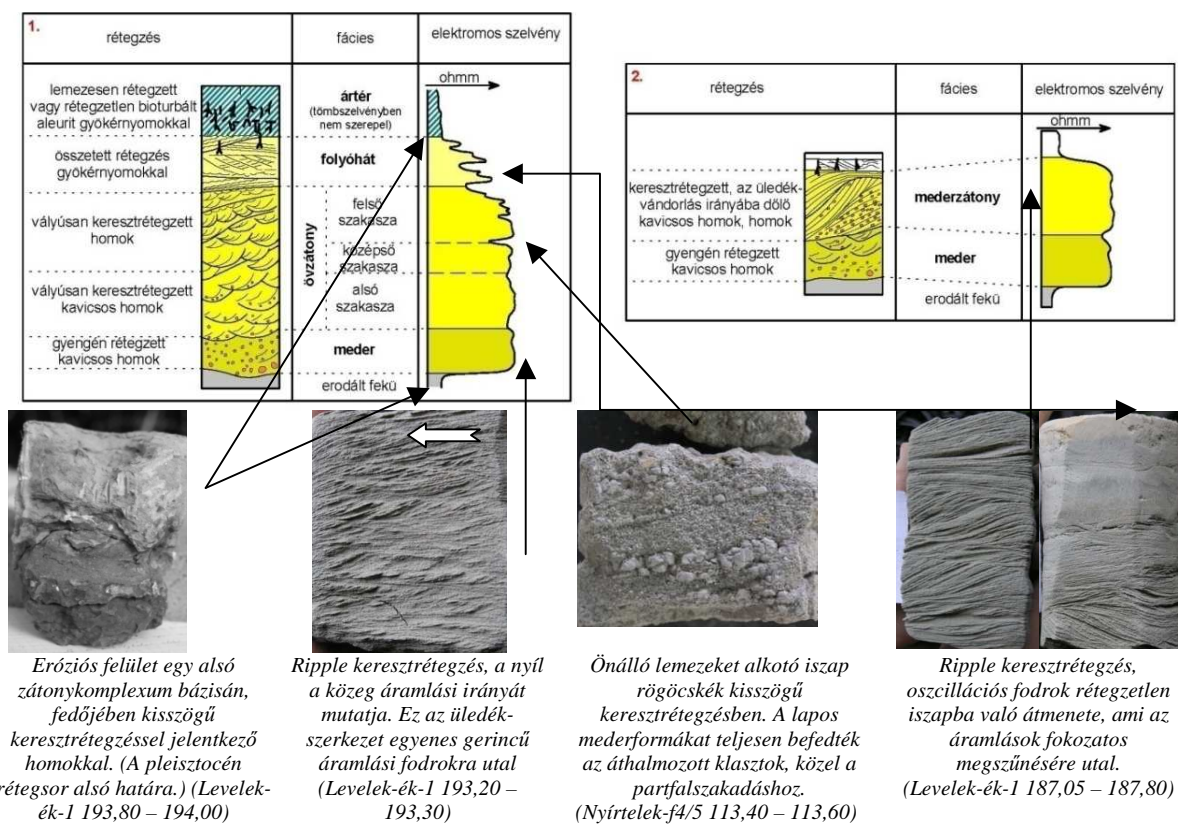 1.
rétegzés
fácies
elektromos szelvény
ohmm
lemezesen rétegzett
vagy rétegzetlen bioturbált
aleurit gyökérnyomokkal
ártér
(tömbszelvényben
nem szerepel)
összetett rétegzés
gyökérnyomokkal
folyóhát
vályúsan keresztrétegzett
homok
övzátony
felső
szakasza
középső
szakasza
vályúsan keresztrétegzett
kavicsos homok
alsó
szakasza
gyengén rétegzett
kavicsos homok
meder
erodált fekü
2.
rétegzés
fácies
elektromos szelvény
ohmm
keresztrétegzett, az üledék-
vándorlás irányába dőlő
kavicsos homok, homok
mederzátony
gyengén rétegzett
kavicsos homok
meder
erodált fekü
Eróziós felület egy alsó
zátonykomplexum bázisán,
fedőjében kisszögű
keresztrétegzéssel jelentkező
homokkal. (A pleisztocén
rétegsor alsó határa.) (Levelek-
ék-1 193,80 – 194,00)
Ripple keresztrétegzés, a nyíl
a közeg áramlási irányát
mutatja. Ez az üledék-
szerkezet egyenes gerincű
áramlási fodrokra utal
(Levelek-ék-1 193,20 –
193,30)
Önálló lemezeket alkotó iszap
rögöcskék kisszögű
keresztrétegzésben. A lapos
mederformákat teljesen befedték
az áthalmozott klasztok, közel a
partfalszakadáshoz.
(Nyírtelek-f4/5 113,40 – 113,60)
Ripple keresztrétegzés,
oszcillációs fodrok rétegzetlen
iszapba való átmenete, ami az
áramlások fokozatos
megszűnésére utal.
(Levelek-ék-1 187,05 – 187,80)